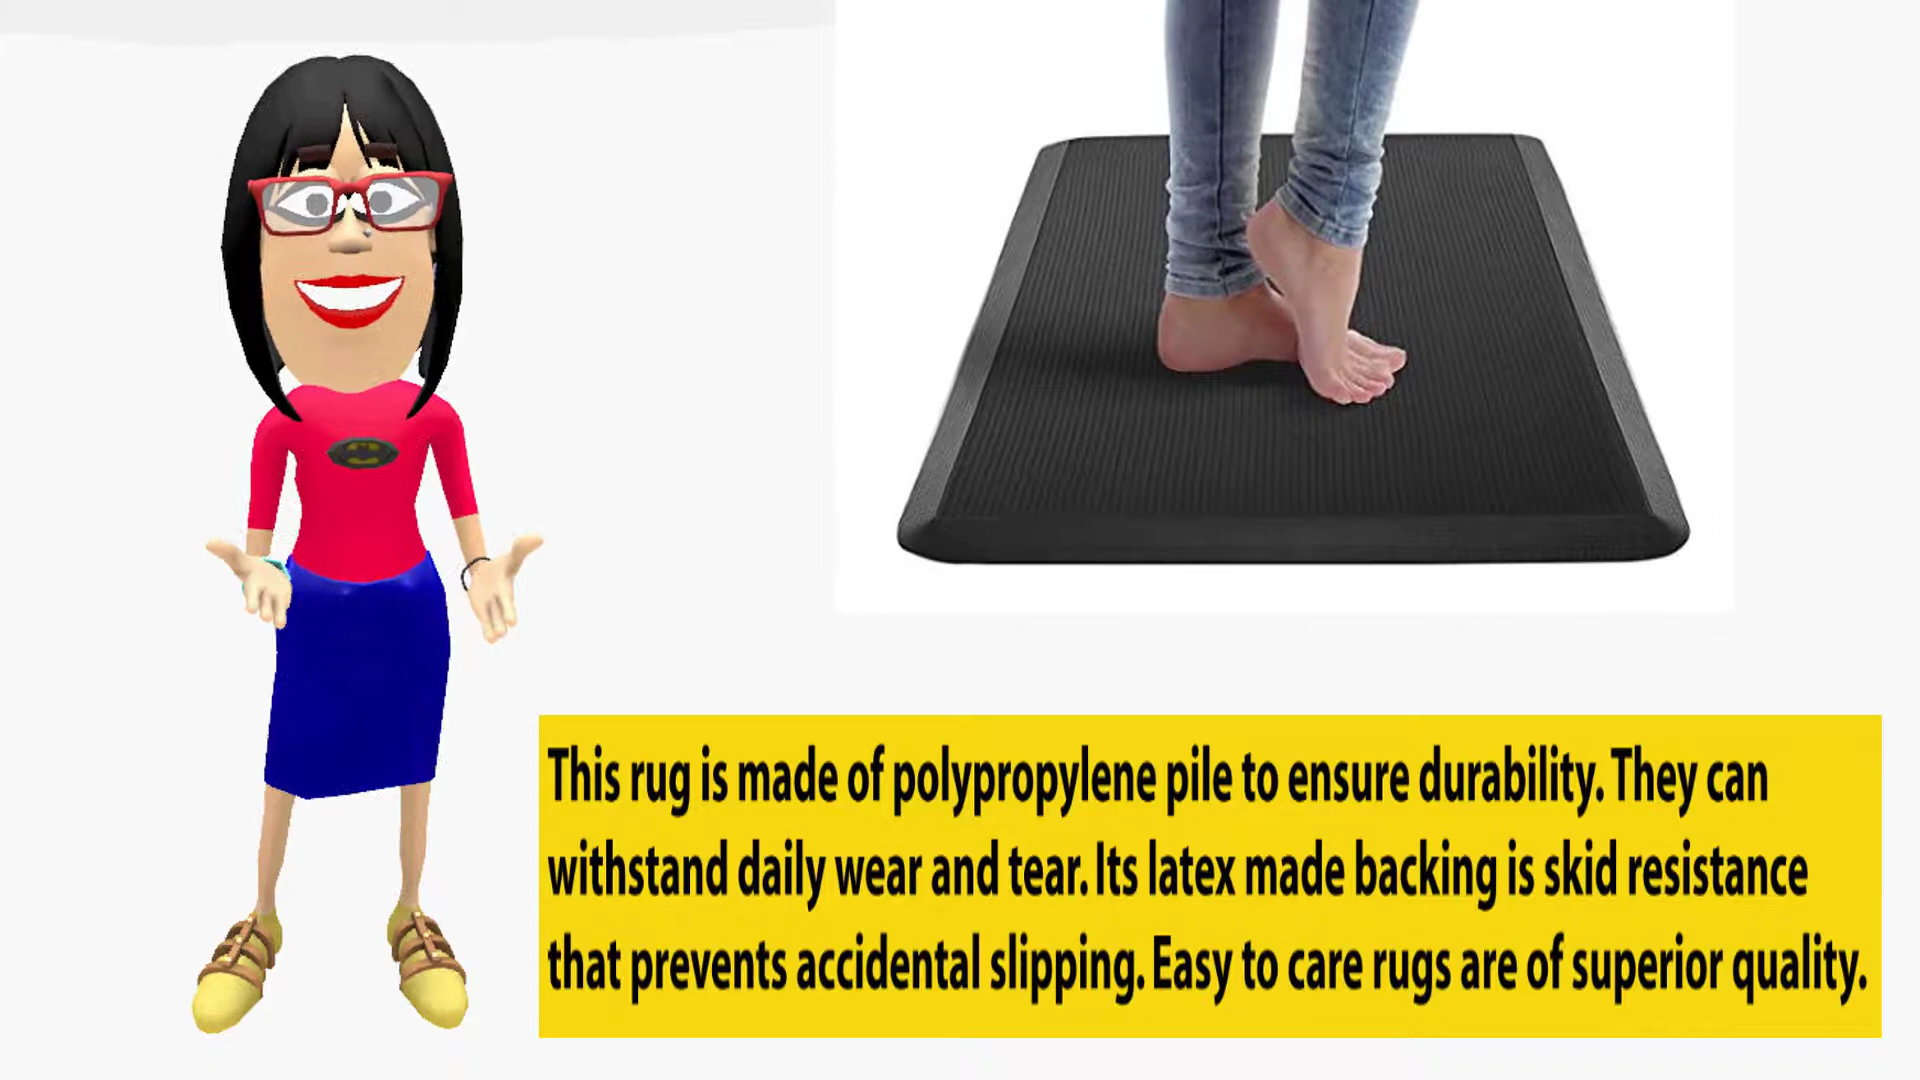 This rug is made of polypropylene pile to ensure durability. They can
withstand daily wear and tear. Its latex made backing is skid resistance
that prevents accidental slipping. Easy to care rugs are of superior quality.